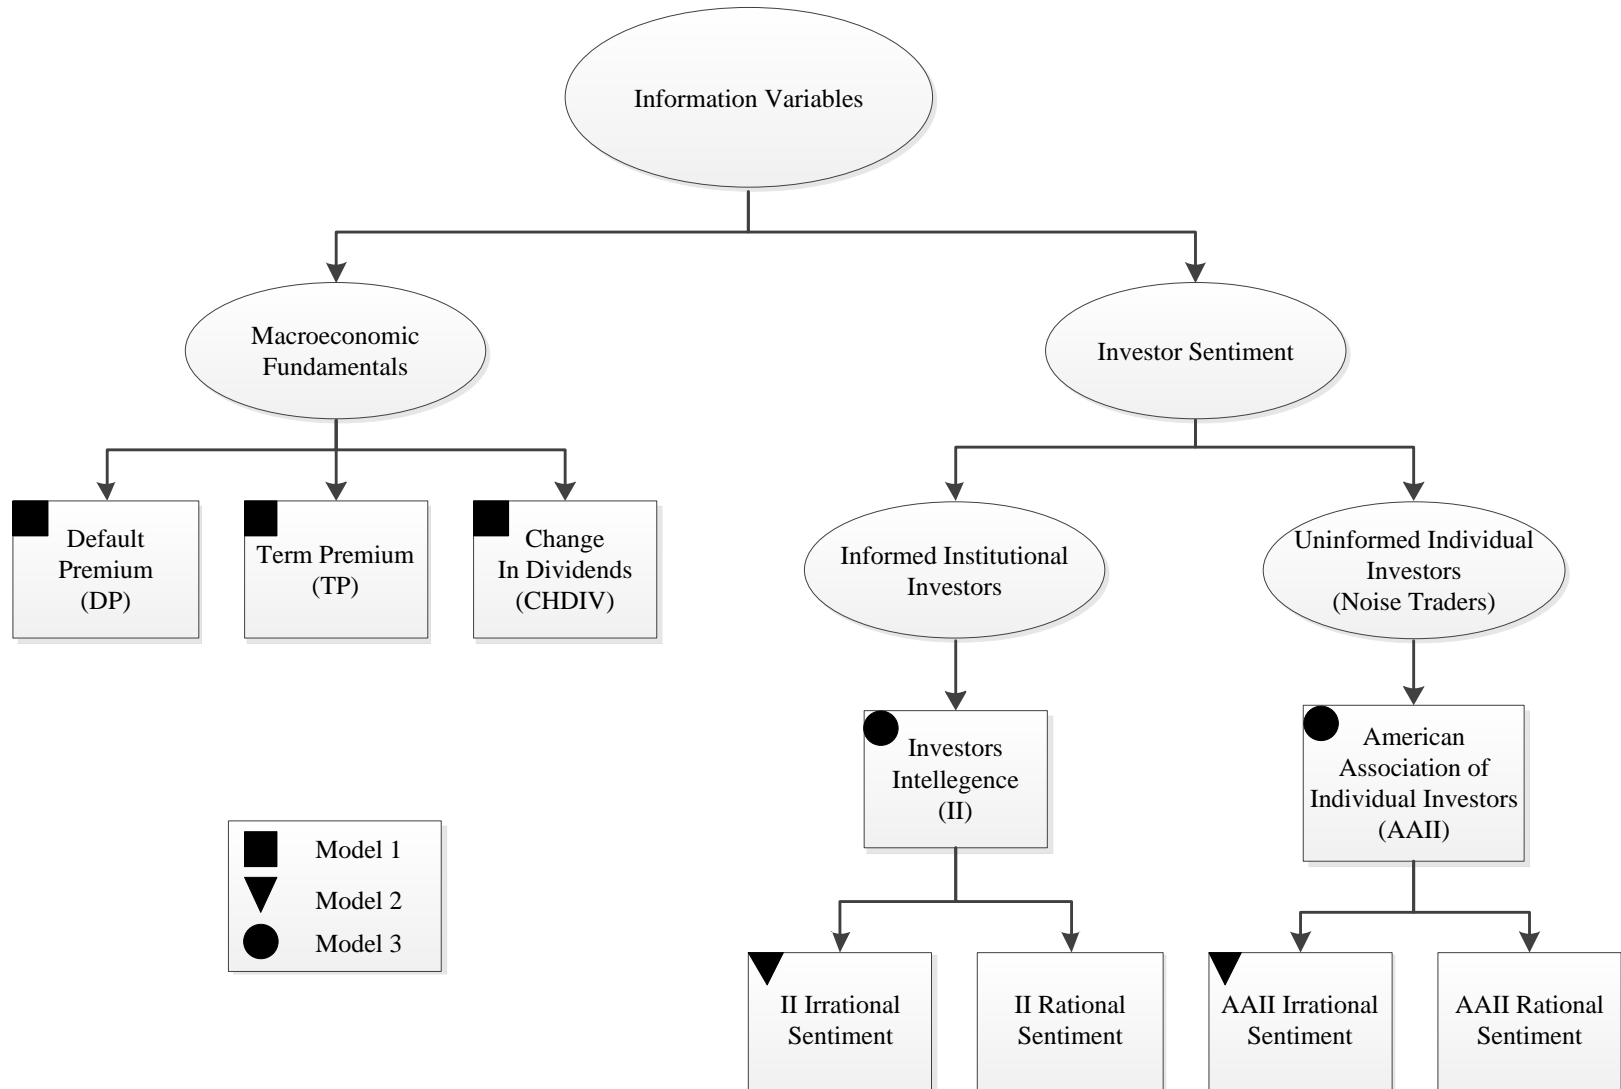 Information Variables
Macroeconomic
Fundamentals
Investor Sentiment
Default
Premium
(DP)
Term Premium
(TP)
Change
In Dividends
(CHDIV)
Informed Institutional
Investors
Uninformed Individual
Investors
(Noise Traders)
Investors
Intellegence
(II)
American
Association of
Individual Investors
(AAII)
Model 1
Model 2
Model 3
II Irrational
Sentiment
II Rational
Sentiment
AAII Irrational
Sentiment
AAII Rational
Sentiment